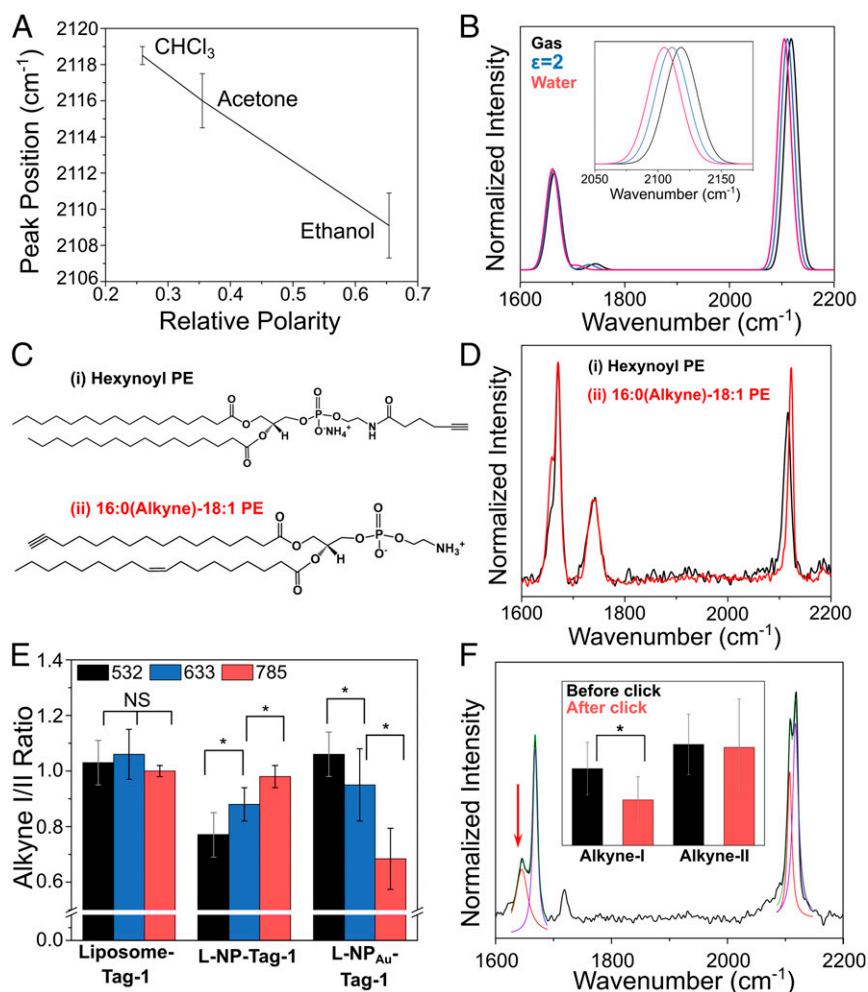 A
2120
2118
2116
2114
2112
2110
2108
2106
Peak Position (cm⁻¹)
CHCl₃
Acetone
Ethanol
0.2 0.3 0.4 0.5 0.6 0.7
Relative Polarity
B
Normalized Intensity
Gas
ε=2
Water
2050 2100 2150
Wavenumber (cm⁻¹)
1600 1800 2000 2200
Wavenumber (cm⁻¹)
C
(i) Hexynoyl PE
O
O
O
O
H
O
P
O
O⁻NH₄⁺
O
N
H
O
(ii) 16:0(Alkyne)-18:1 PE
O
O
O
O
H
O
P
O
O⁻
O
NH₃⁺
D
Normalized Intensity
(i) Hexynoyl PE
(ii) 16:0(Alkyne)-18:1 PE
1600 1800 2000 2200
Wavenumber (cm⁻¹)
E
Alkyne I/II Ratio
1.4
1.2
1.0
0.8
0.6
0.0
532 633 785
NS
*
*
*
*
Liposome-
Tag-1
L-NP-Tag-1
L-NP_Au-
Tag-1
F
Normalized Intensity
Before click
After click
*
Alkyne-I Alkyne-II
1600 1800 2000 2200
Wavenumber (cm⁻¹)